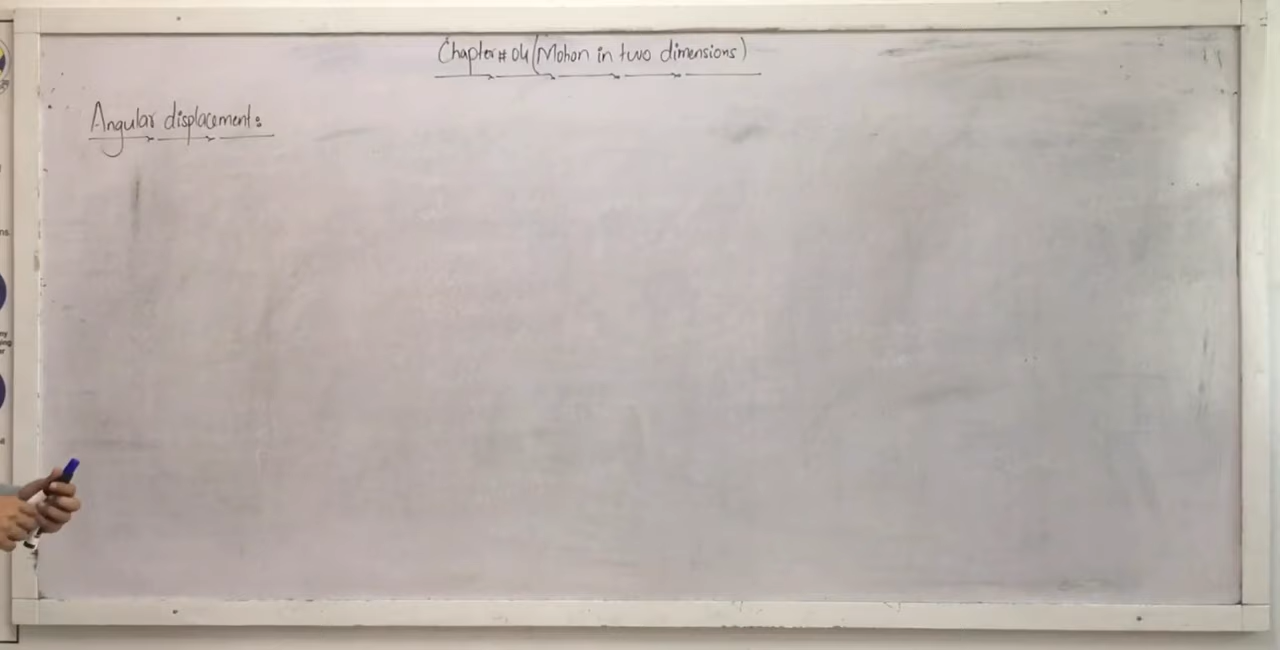 Chapter# 04 (Motion in two dimensions)
Angular displacement: